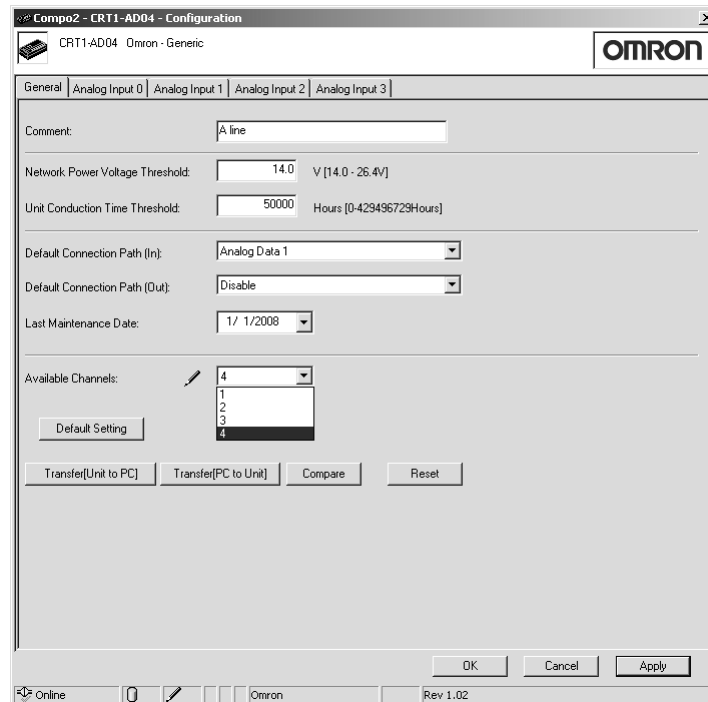 Compo2 - CRT1-AD04 - Configuration
CRT1-AD04 Omron - Generic
OMRON
General Analog Input 0 Analog Input 1 Analog Input 2 Analog Input 3
Comment: A line
Network Power Voltage Threshold: 14.0 V [14.0 - 26.4V]
Unit Conduction Time Threshold: 50000 Hours [0-429496729Hours]
Default Connection Path (In): Analog Data 1
Default Connection Path (Out): Disable
Last Maintenance Date: 1/ 1/2008
Available Channels: 4
1
2
3
4
Default Setting
Transfer[Unit to PC] Transfer[PC to Unit] Compare Reset
OK Cancel Apply
Online Omron Rev 1.02